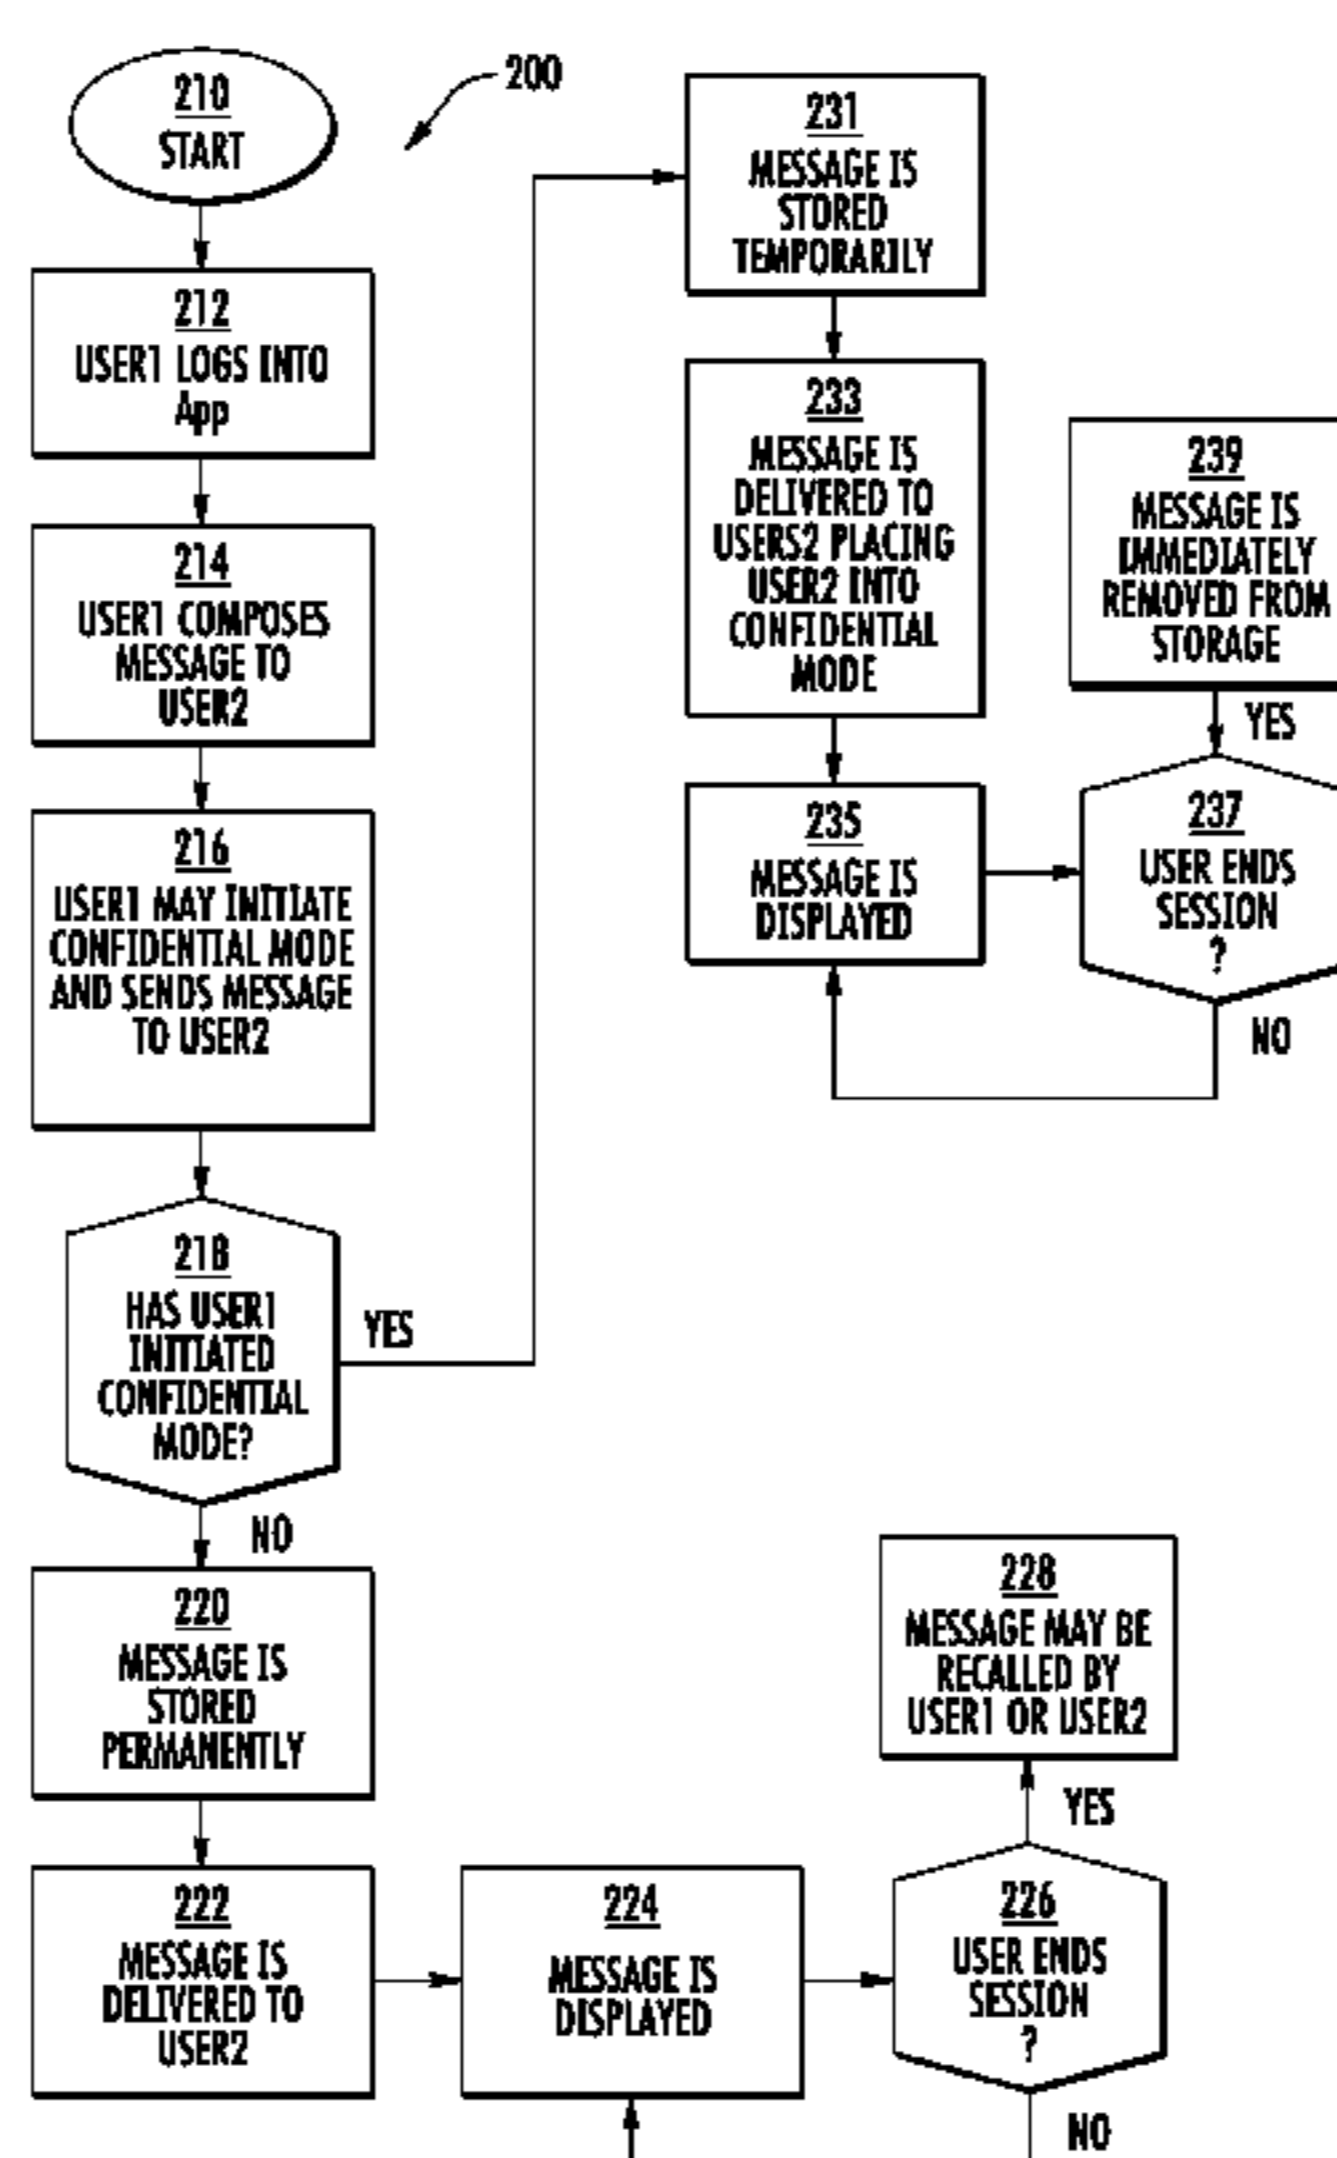 210
START
200
212
USER1 LOGS INTO
App
214
USER1 COMPOSES
MESSAGE TO
USER2
216
USER1 MAY INITIATE
CONFIDENTIAL MODE
AND SENDS MESSAGE
TO USER2
218
HAS USER1
INITIATED
CONFIDENTIAL
MODE?
YES
NO
220
MESSAGE IS
STORED
PERMANENTLY
222
MESSAGE IS
DELIVERED TO
USER2
224
MESSAGE IS
DISPLAYED
226
USER ENDS
SESSION
?
YES
NO
228
MESSAGE MAY BE
RECALLED BY
USER1 OR USER2
231
MESSAGE IS
STORED
TEMPORARILY
233
MESSAGE IS
DELIVERED TO
USERS2 PLACING
USER2 INTO
CONFIDENTIAL
MODE
235
MESSAGE IS
DISPLAYED
237
USER ENDS
SESSION
?
YES
NO
239
MESSAGE IS
IMMEDIATELY
REMOVED FROM
STORAGE